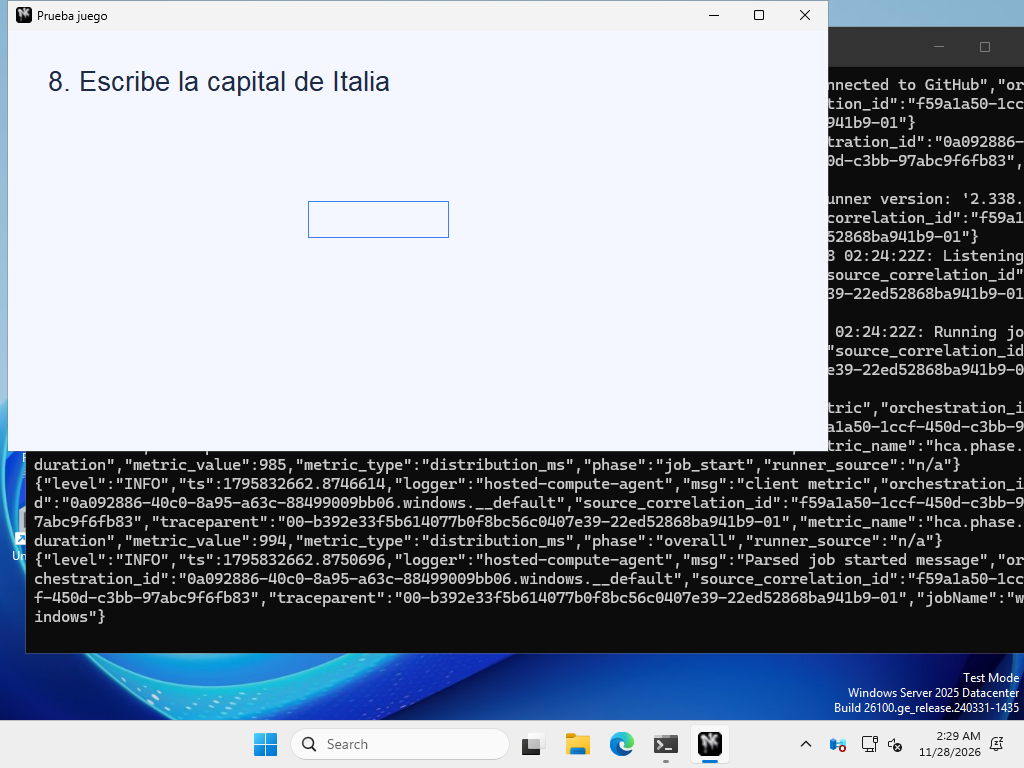 Prueba juego
8. Escribe la capital de Italia
nnected to GitHub","or
tion_id":"f59a1a50-1cc
941b9-01"}
tration_id":"0a092886-
0d-c3bb-97abc9f6fb83",
unner version: '2.338.
correlation_id":"f59a1
52868ba941b9-01"}
8 02:24:22Z: Listening
source_correlation_id"
39-22ed52868ba941b9-01
02:24:22Z: Running jo
"source_correlation_id
e39-22ed52868ba941b9-0
tric","orchestration_i
a1a50-1ccf-450d-c3bb-9
tric_name":"hca.phase.
duration","metric_value":985,"metric_type":"distribution_ms","phase":"job_start","runner_source":"n/a"}
{"level":"INFO","ts":1795832662.8746614,"logger":"hosted-compute-agent","msg":"client metric","orchestration_i
d":"0a092886-40c0-8a95-a63c-88499009bb06.windows.__default","source_correlation_id":"f59a1a50-1ccf-450d-c3bb-9
7abc9f6fb83","traceparent":"00-b392e33f5b614077b0f8bc56c0407e39-22ed52868ba941b9-01","metric_name":"hca.phase.
duration","metric_value":994,"metric_type":"distribution_ms","phase":"overall","runner_source":"n/a"}
{"level":"INFO","ts":1795832662.8750696,"logger":"hosted-compute-agent","msg":"Parsed job started message","or
chestration_id":"0a092886-40c0-8a95-a63c-88499009bb06.windows.__default","source_correlation_id":"f59a1a50-1cc
f-450d-c3bb-97abc9f6fb83","traceparent":"00-b392e33f5b614077b0f8bc56c0407e39-22ed52868ba941b9-01","jobName":"w
indows"}
Test Mode
Windows Server 2025 Datacenter
Build 26100.ge_release.240331-1435
Search
2:29 AM
11/28/2026